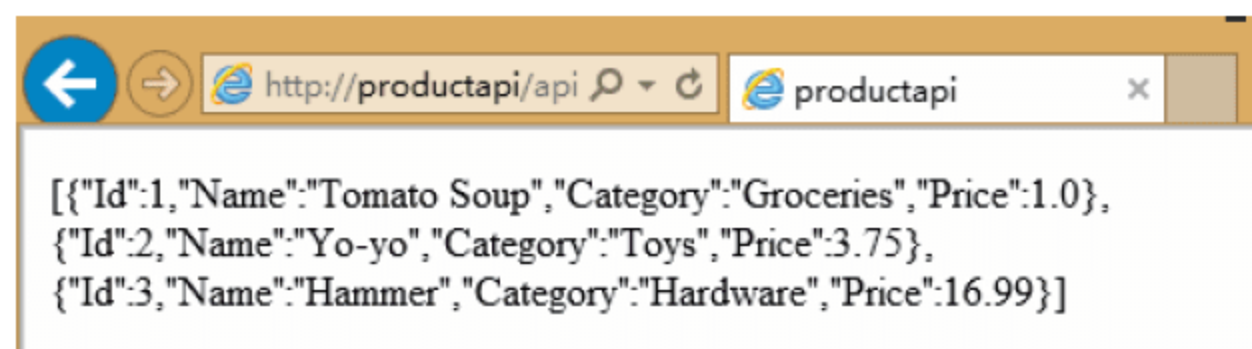 http://productapi/api
productapi
[{"Id":1,"Name":"Tomato Soup","Category":"Groceries","Price":1.0},
{"Id":2,"Name":"Yo-yo","Category":"Toys","Price":3.75},
{"Id":3,"Name":"Hammer","Category":"Hardware","Price":16.99}]